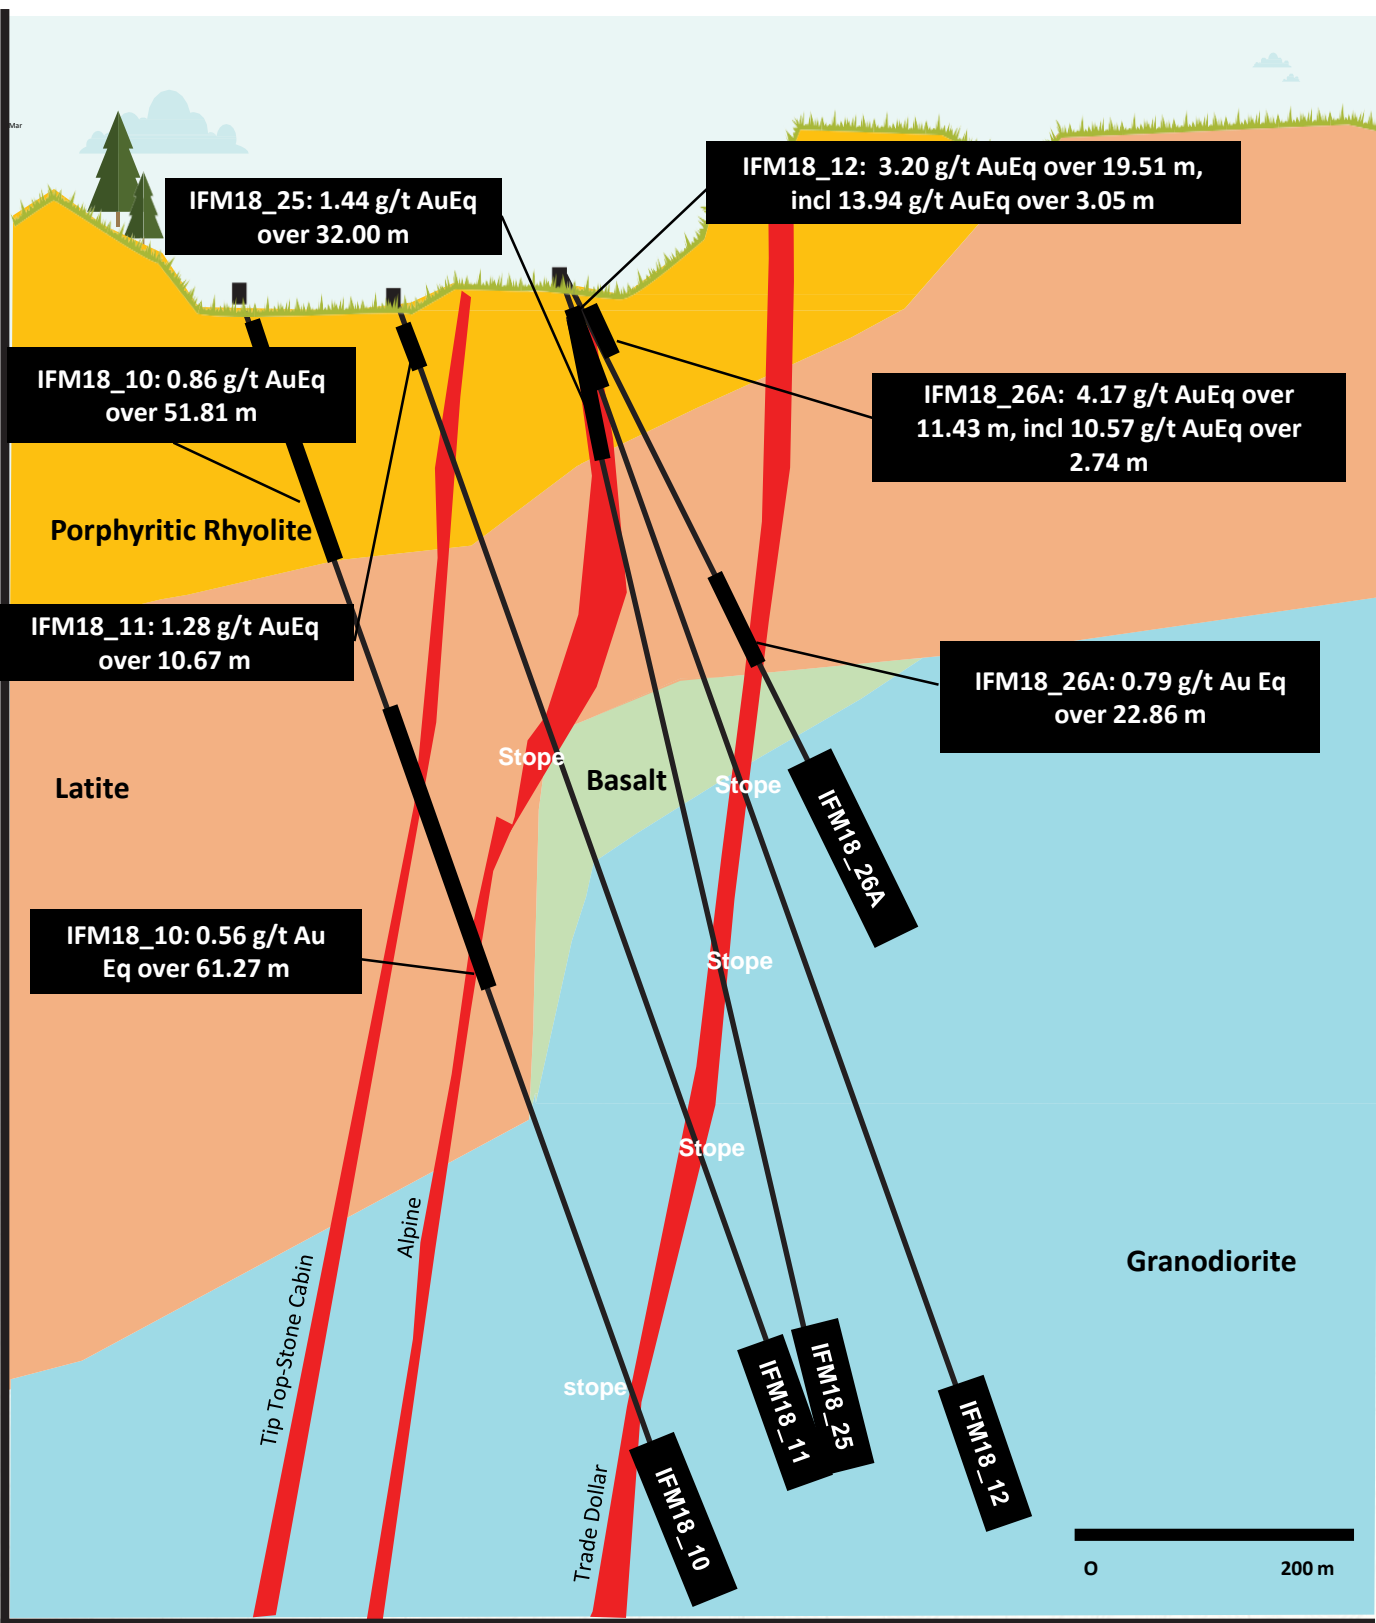 Mar
IFM18_12:  3.20 g/t AuEq over 19.51 m,
incl 13.94 g/t AuEq over 3.05 m
IFM18_25: 1.44 g/t AuEq
over 32.00 m
IFM18_10: 0.86 g/t AuEq
over 51.81 m
IFM18_26A:  4.17 g/t AuEq over
11.43 m, incl 10.57 g/t AuEq over
2.74 m
Porphyritic Rhyolite
IFM18_11: 1.28 g/t AuEq
over 10.67 m
IFM18_26A: 0.79 g/t Au Eq
over 22.86 m
Stope
Basalt
Stope
Latite
IFM18_26A
IFM18_10: 0.56 g/t Au
Eq over 61.27 m
Stope
Stope
Alpine
Granodiorite
Tip Top-Stone Cabin
stope
IFM18_11
IFM18_25
IFM18_12
Trade Dollar
IFM18_10
O
200 m